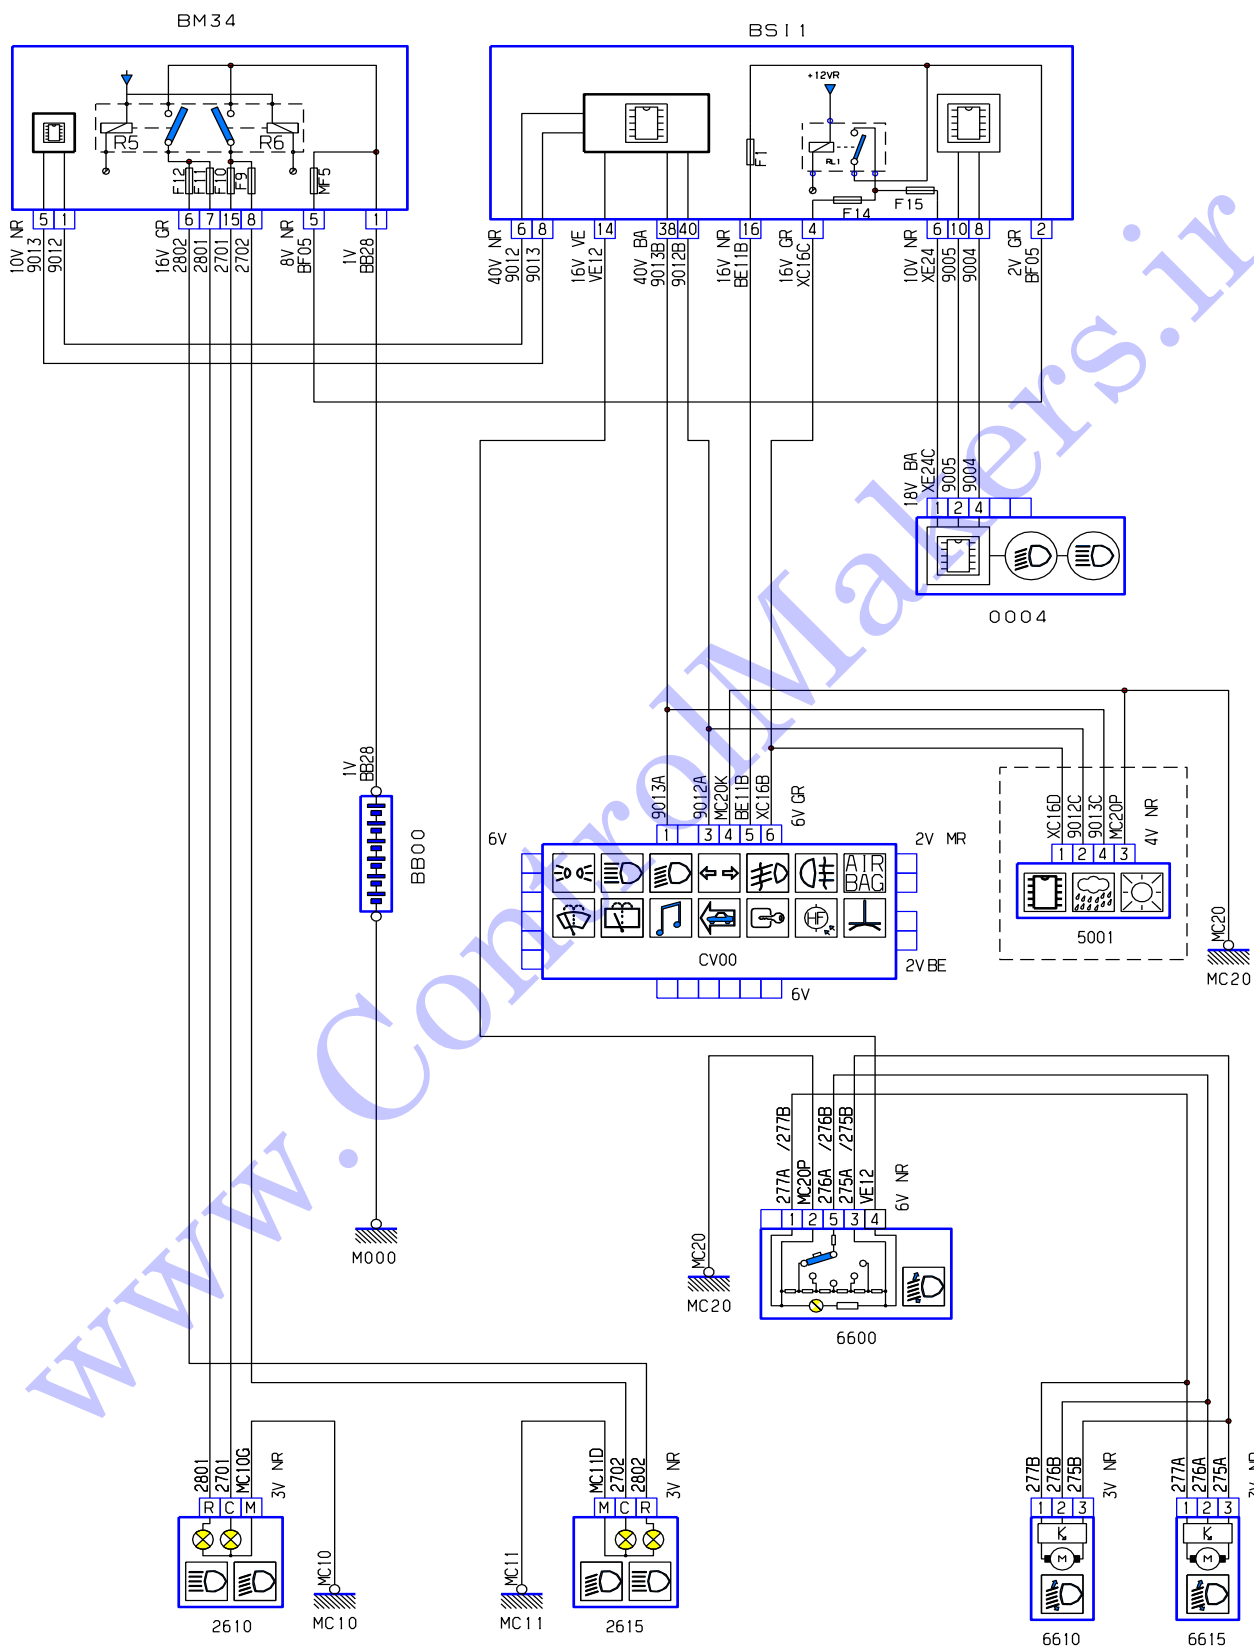 BM34
BSI1
+12VR
R5
R6
RL1
F12
F11
F10
F9
MF5
F1
F14
F15
5 1
6 7 15 8
5
1
6 8
14
38 40
16
4
6 10 8
2
10V NR
9013
9012
16V GR
2802
2801
2701
2702
8V NR
BF05
1V
BB28
40V NR
9012
9013
16V VE
VE12
40V BA
9013B
9012B
16V NR
BE11B
16V GR
XC16C
10V NR
XE24
9005
9004
2V GR
BF05
18V BA
XE24C
9005
9004
1 2 4
0004
1V
BB28
BB00
M000
9013A
9012A
MC20K
BE11B
XC16B
6V GR
1 3 4 5 6
6V
2V MR
AIR
BAG
HF
CV00
2V BE
6V
XC16D
9012C
9013C
MC20P
4V NR
1 2 4 3
5001
MC20
MC20
277A /277B
MC20P
276A /276B
275A /275B
VE12
6V NR
1 2 5 3 4
6600
MC20
MC20
2801
2701
MC10G
3V NR
R C M
2610
MC10
MC10
MC11
MC11
MC11D
2702
2802
3V NR
M C R
2615
277B
276B
275B
3V NR
1 2 3
K
M
6610
277A
276A
275A
3V NR
1 2 3
K
M
6615
www.ControlMakers.ir